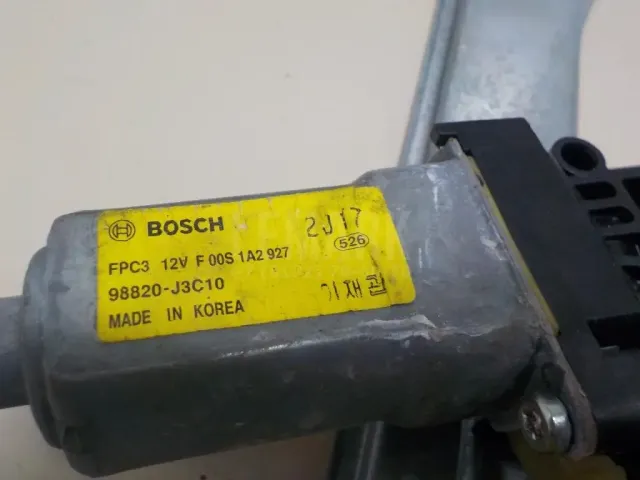 BOSCH 2J17
FPC3 12V F 00S 1A2 927 526
98820-J3C10
MADE IN KOREA